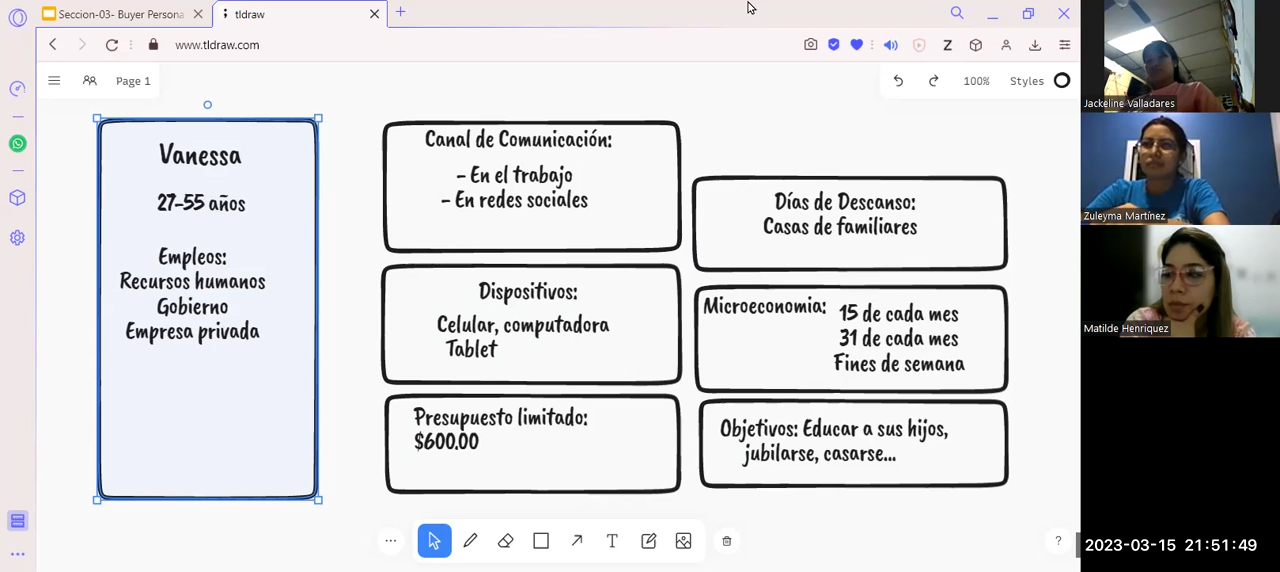 Seccion-03- Buyer Persona
tldraw
www.tldraw.com
Page 1
100%
Styles
Vanessa
27-55 años
Empleos:
Recursos humanos
Gobierno
Empresa privada
Canal de Comunicación:
- En el trabajo
- En redes sociales
Dispositivos:
Celular, computadora
Tablet
Presupuesto limitado:
$600.00
Días de Descanso:
Casas de familiares
Microeconomia:
15 de cada mes
31 de cada mes
Fines de semana
Objetivos: Educar a sus hijos,
jubilarse, casarse...
Jackeline Valladares
Zuleyma Martínez
Matilde Henriquez
2023-03-15 21:51:49